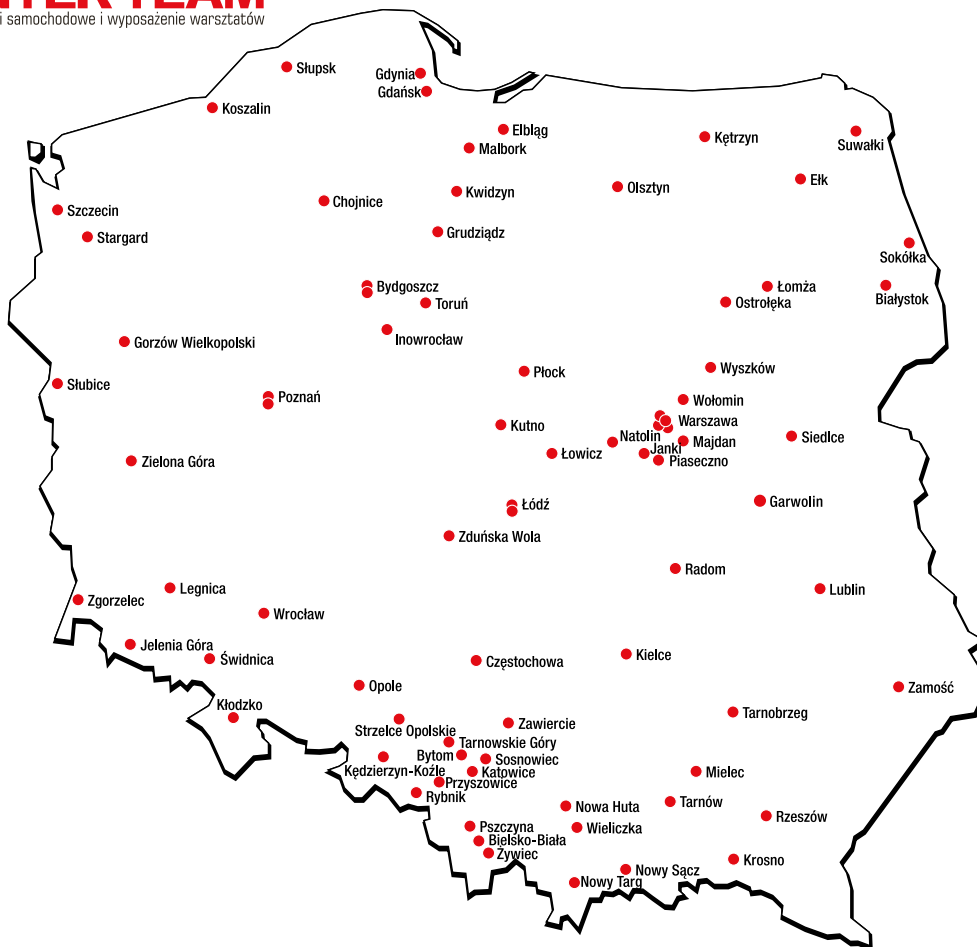 INTER TEAM
i samochodowe i wyposażenie warsztatów
Słupsk
Gdynia
Gdańsk
Koszalin
Elbląg
Kętrzyn
Suwałki
Malbork
Ełk
Olsztyn
Kwidzyn
Chojnice
Szczecin
Grudziądz
Stargard
Sokółka
Bydgoszcz
Łomża
Białystok
Toruń
Ostrołęka
Inowrocław
Gorzów Wielkopolski
Płock
Wyszków
Słubice
Poznań
Wołomin
Warszawa
Kutno
Natolin
Majdan
Siedlce
Janki
Łowicz
Piaseczno
Zielona Góra
Garwolin
Łódź
Zduńska Wola
Radom
Legnica
Lublin
Zgorzelec
Wrocław
Jelenia Góra
Świdnica
Częstochowa
Kielce
Opole
Zamość
Kłodzko
Tarnobrzeg
Strzelce Opolskie
Zawiercie
Tarnowskie Góry
Bytom
Sosnowiec
Kędzierzyn-Koźle
Katowice
Mielec
Przyszowice
Rybnik
Tarnów
Nowa Huta
Rzeszów
Pszczyna
Wieliczka
Bielsko-Biała
Żywiec
Krosno
Nowy Sącz
Nowy Targ